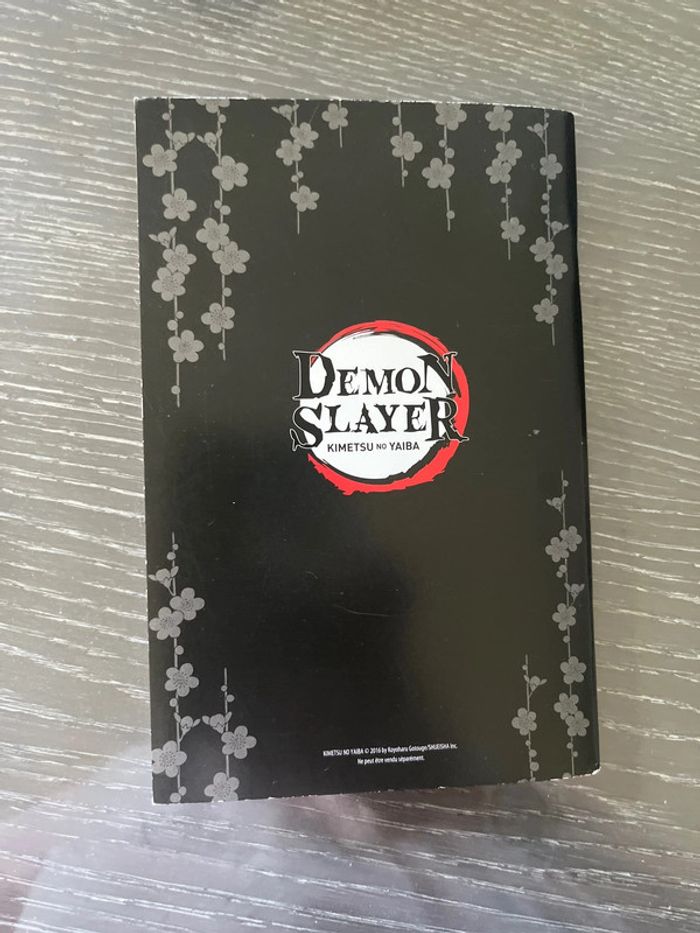 DEMON
SLAYER
KIMETSU NO YAIBA
KIMETSU NO YAIBA © 2016 by Koyoharu Gotouge/SHUEISHA Inc.
Ne peut être vendu séparément.